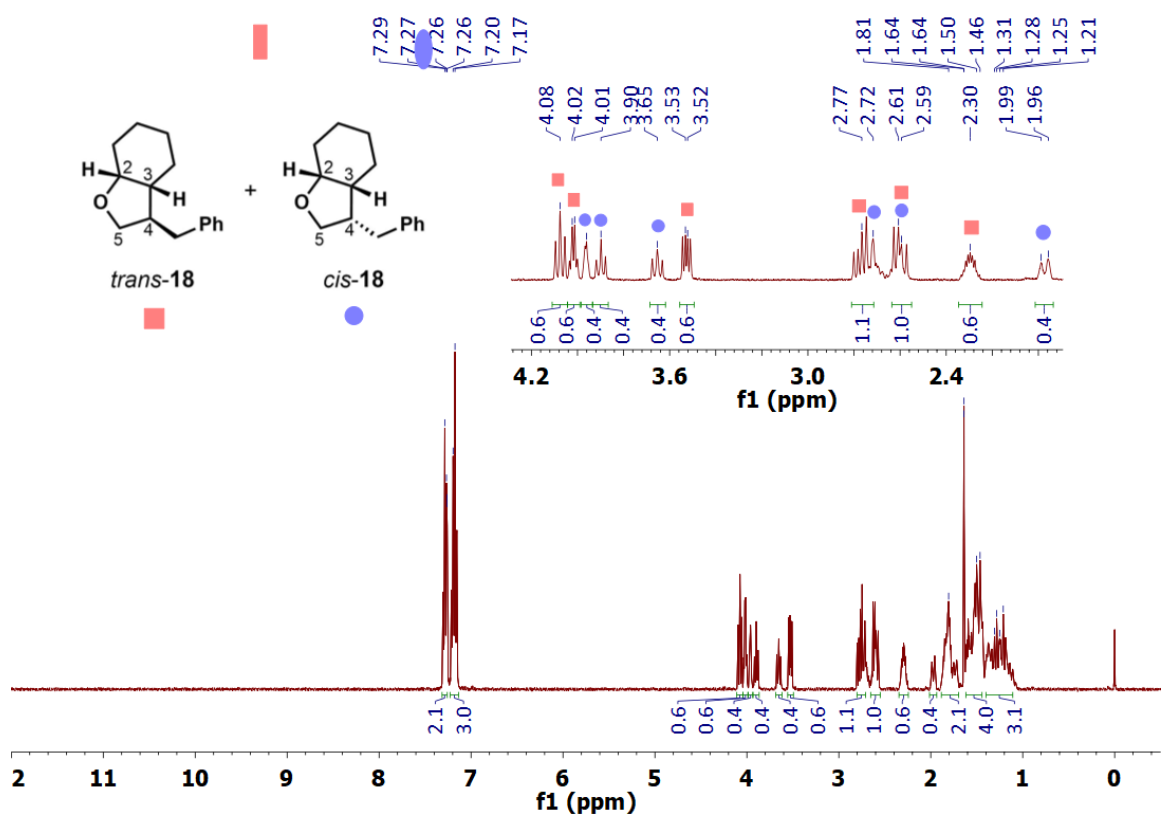 7.29 7.27 7.26 7.26 7.20 7.17
1.81 1.64 1.64 1.50 1.46 1.31 1.28 1.25 1.21
4.08 4.02 4.01 3.90 3.65 3.53 3.52 2.77 2.72 2.61 2.59 2.30 1.99 1.96
H 2 3 H O 5 4 Ph
+
H 2 3 H O 5 4 Ph
trans-18 cis-18
0.6 0.6 0.4 0.4 0.4 0.6 1.1 1.0 0.6 0.4
4.2 3.6 3.0 2.4
f1 (ppm)
2.1 3.0 0.6 0.6 0.4 0.4 0.4 0.6 1.1 1.0 0.6 0.4 2.1 4.0 3.1
2 11 10 9 8 7 6 5 4 3 2 1 0
f1 (ppm)